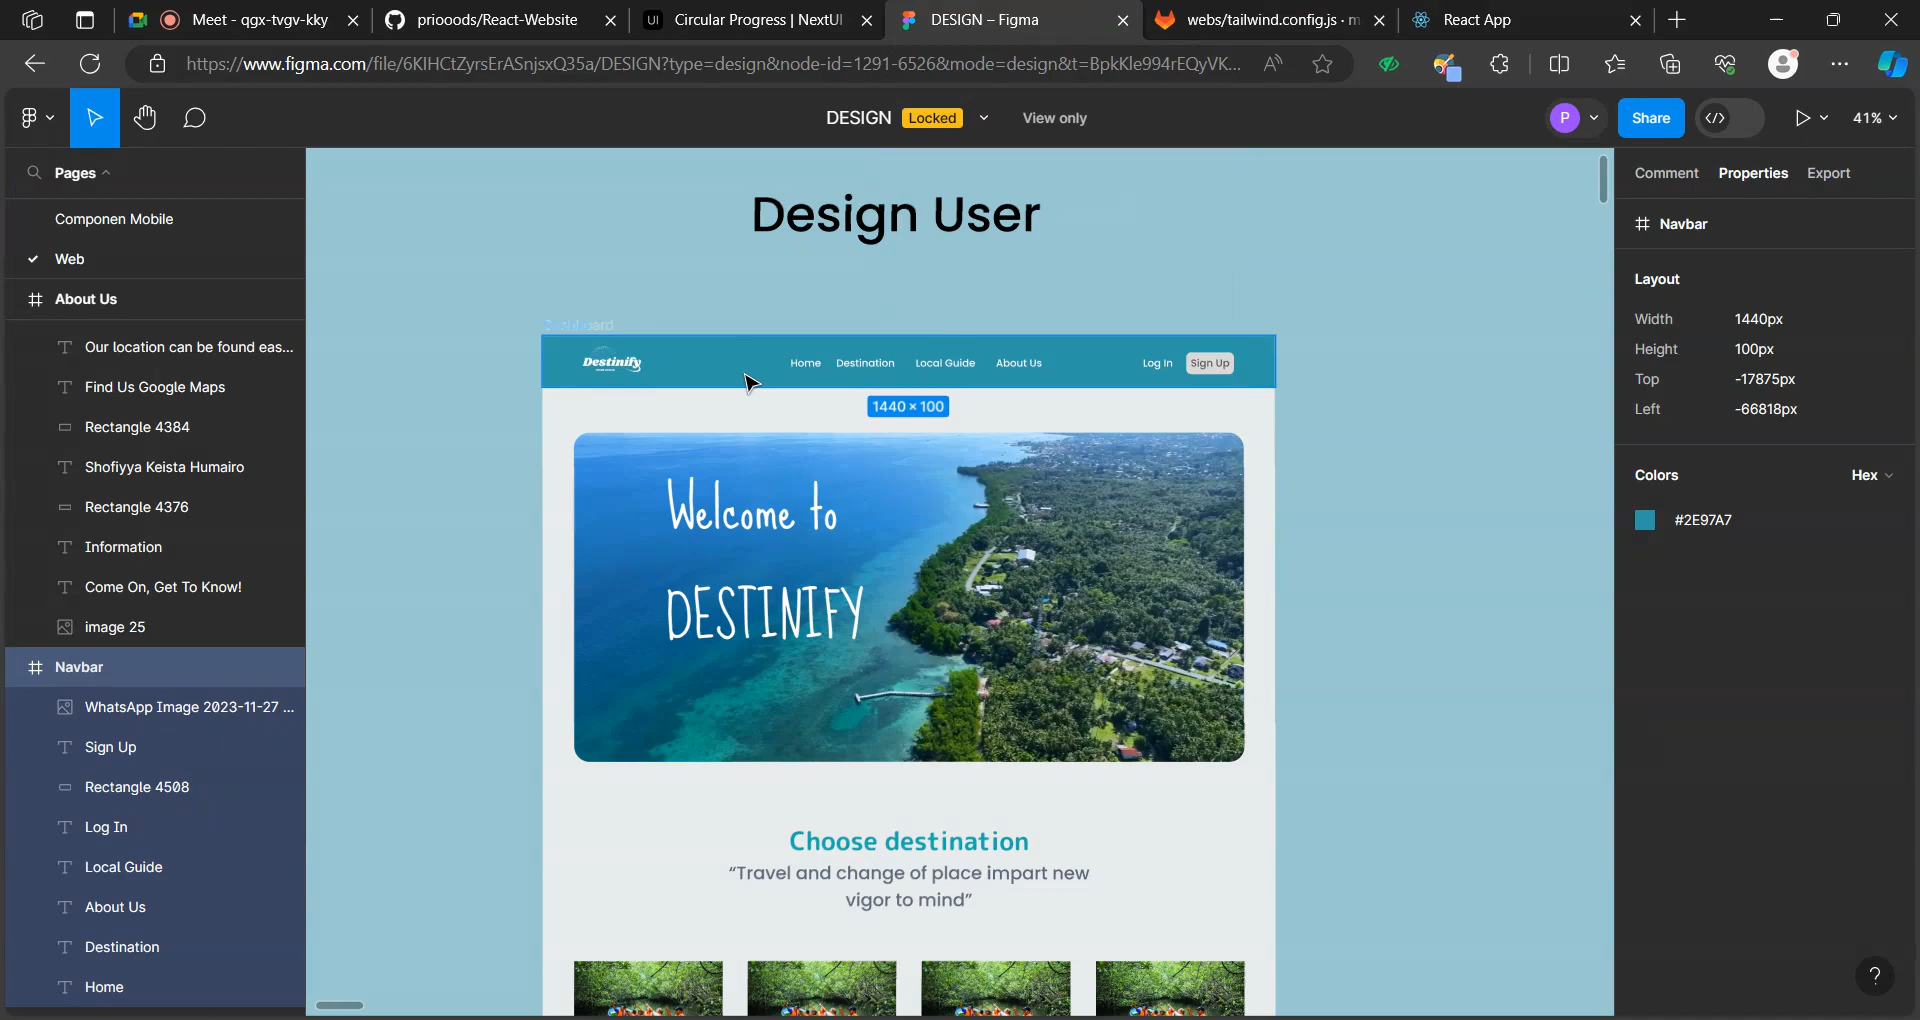 Meet - qgx-tvgv-kky
priooods/React-Website
UI
Circular Progress | NextUI
DESIGN – Figma
webs/tailwind.config.js · m
React App
https://www.figma.com/file/6KIHCtZyrsErASnjsxQ35a/DESIGN?type=design&node-id=1291-6526&mode=design&t=BpkKle994rEQyVK...
DESIGN
Locked
View only
P
Share
41%
Pages
Componen Mobile
Web
About Us
Our location can be found eas...
Find Us Google Maps
Rectangle 4384
Shofiyya Keista Humairo
Rectangle 4376
Information
Come On, Get To Know!
image 25
Navbar
WhatsApp Image 2023-11-27 ...
Sign Up
Rectangle 4508
Log In
Local Guide
About Us
Destination
Home
Design User
Destinify
Home
Destination
Local Guide
About Us
Log In
Sign Up
1440 × 100
Welcome to
DESTINIFY
Choose destination
“Travel and change of place impart new
vigor to mind”
Comment
Properties
Export
Navbar
Layout
Width
1440px
Height
100px
Top
-17875px
Left
-66818px
Colors
Hex
#2E97A7
?